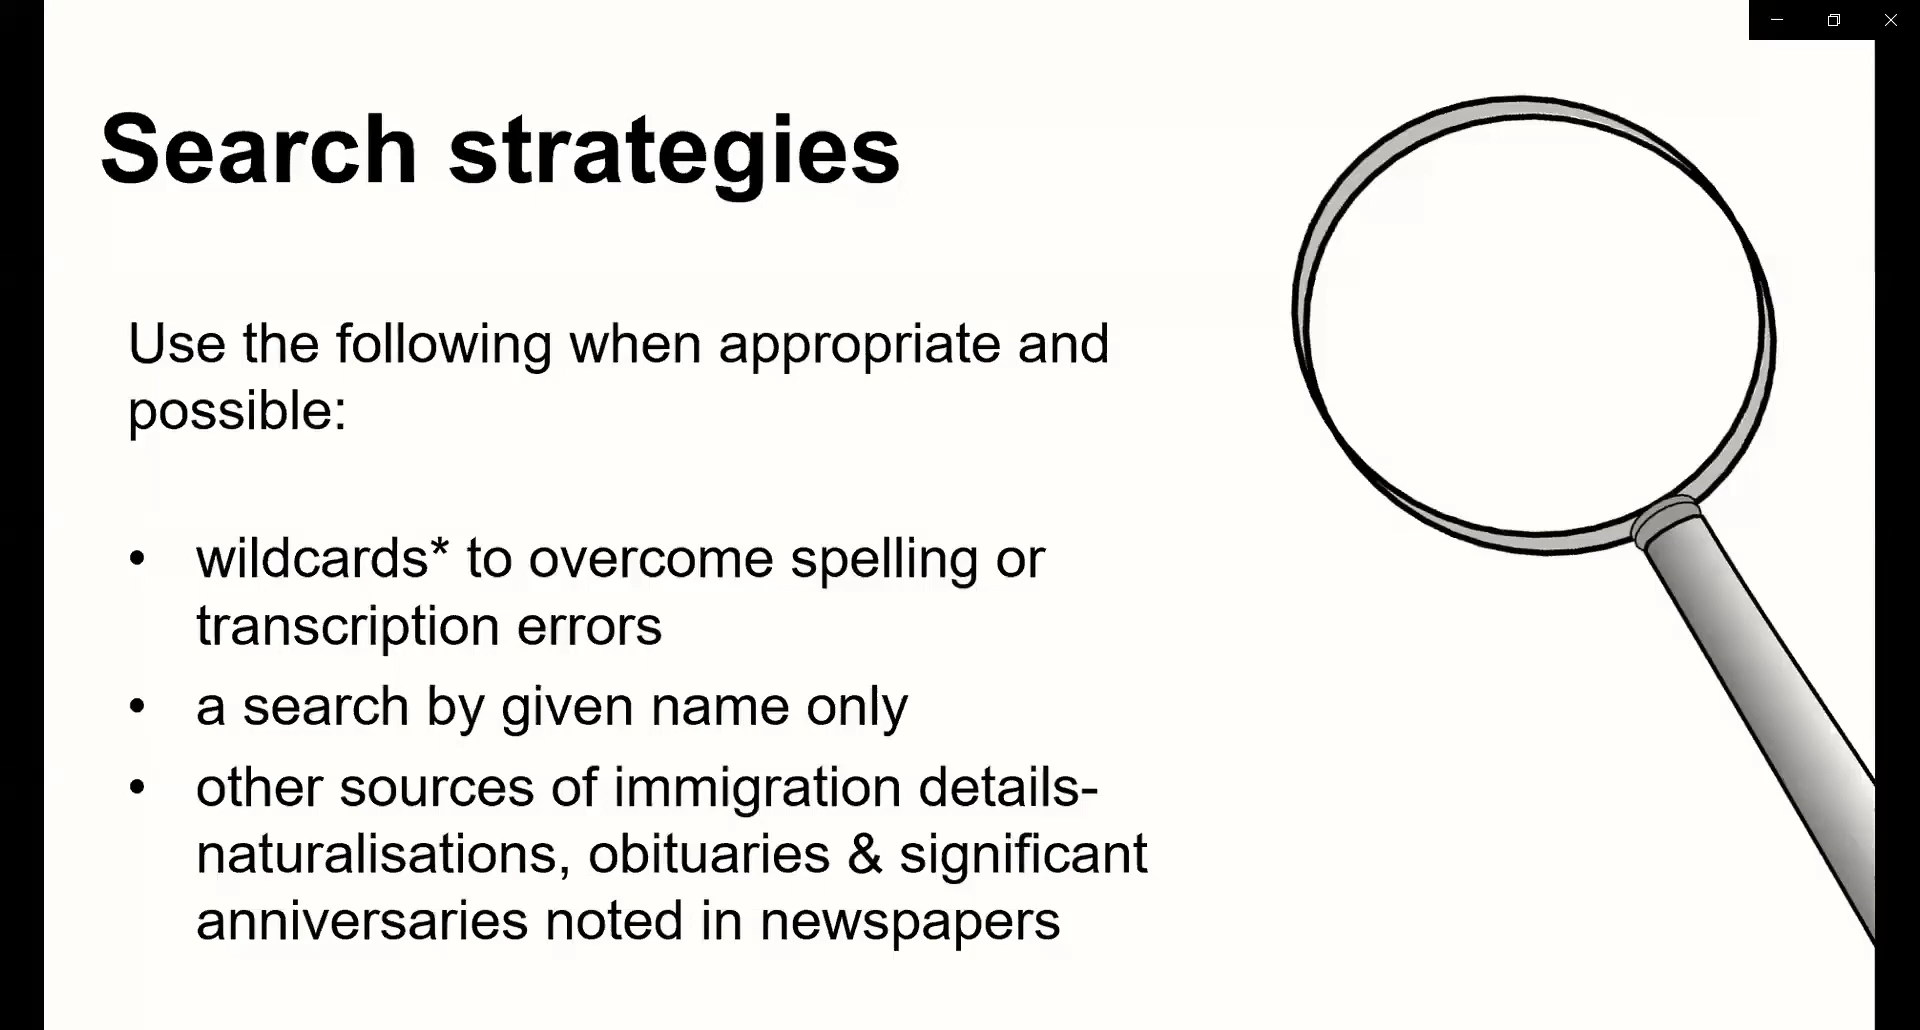 Search strategies
Use the following when appropriate and
possible:
• wildcards* to overcome spelling or
transcription errors
• a search by given name only
• other sources of immigration details-
naturalisations, obituaries & significant
anniversaries noted in newspapers